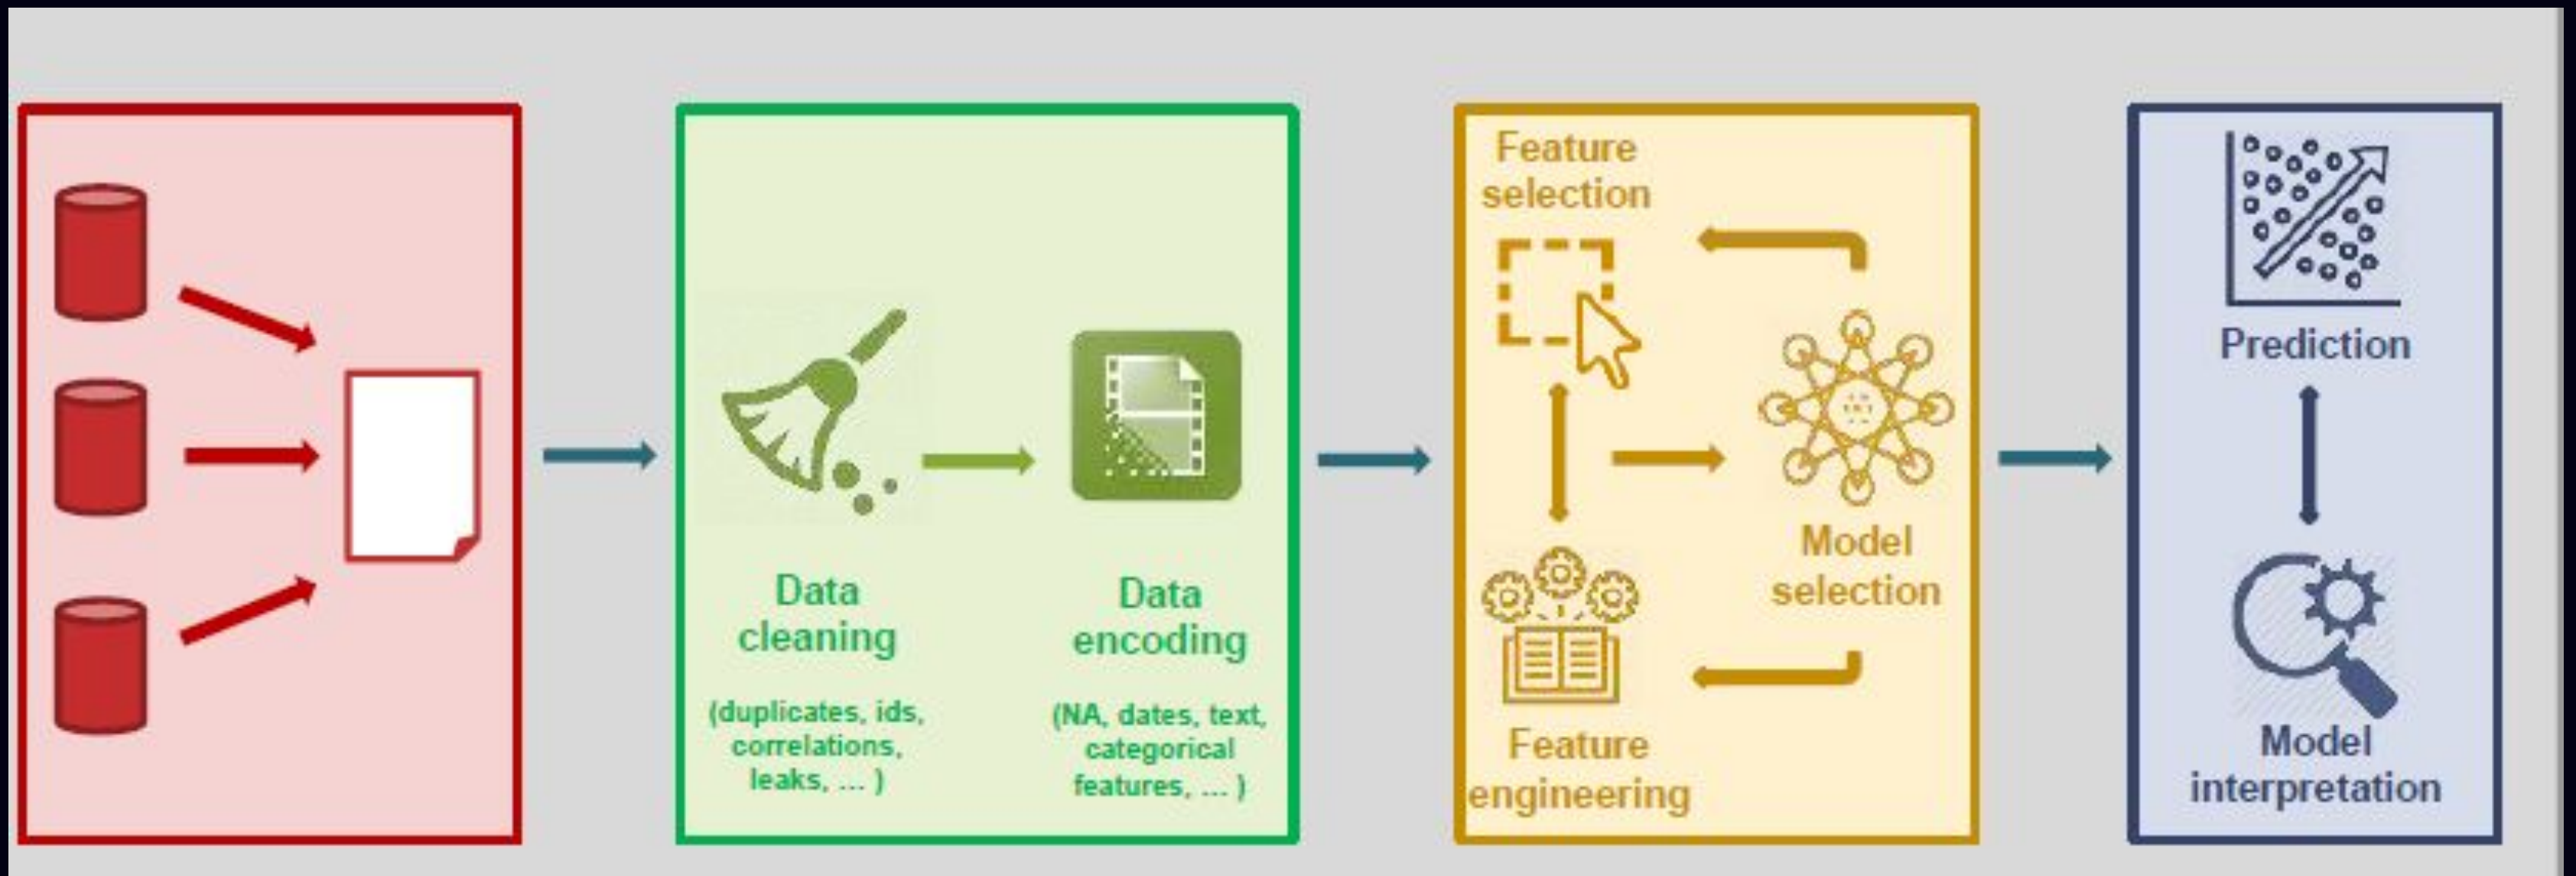 Data
cleaning
(duplicates, ids,
correlations,
leaks, ... )
Data
encoding
(NA, dates, text,
categorical
features, ... )
Feature
selection
Model
selection
Feature
engineering
Prediction
Model
interpretation